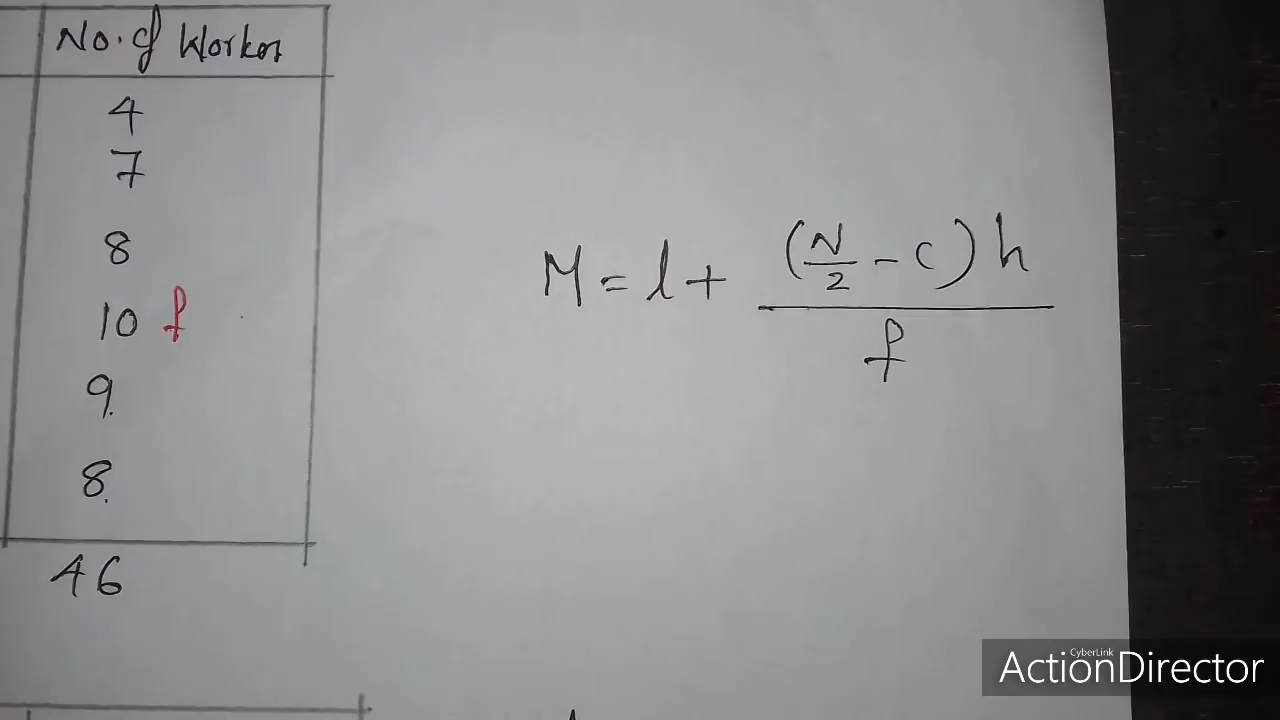 No. of Worker
4
7
8
10 f
9.
8.
46
M = l + (N/2 - C) h / f
CyberLink
ActionDirector